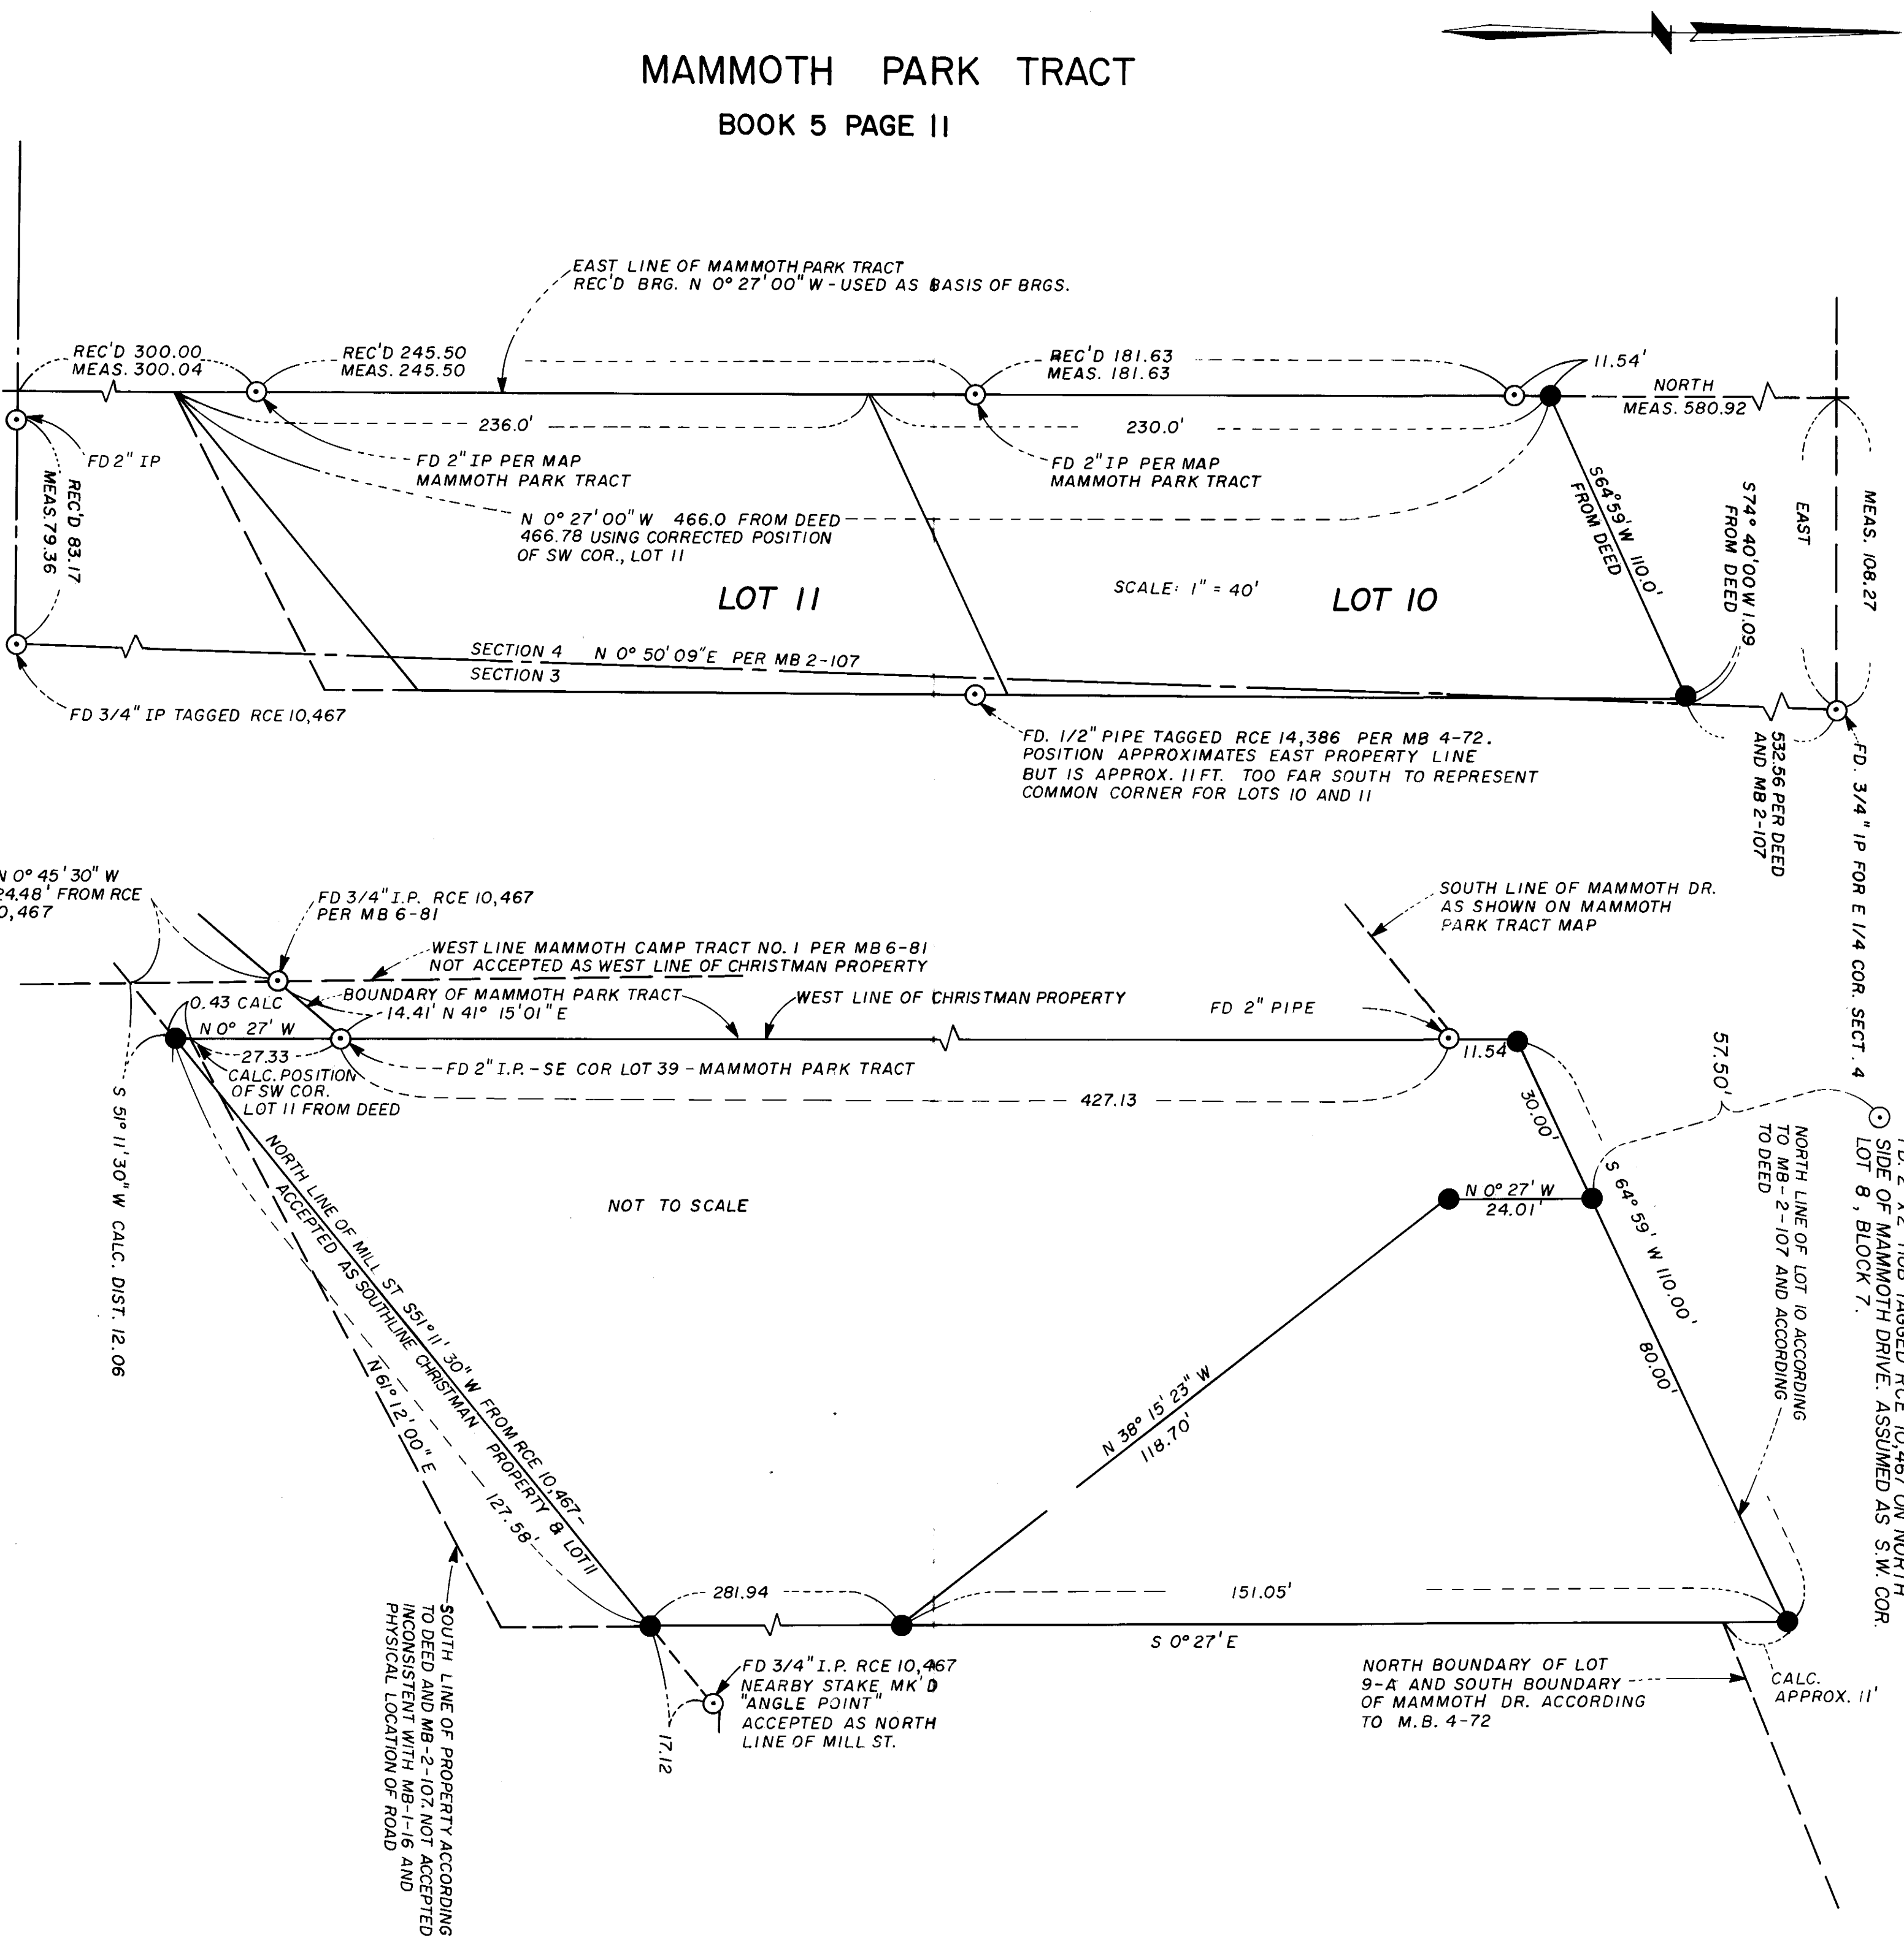 MAMMOTH PARK TRACT
BOOK 5 PAGE 11
EAST LINE OF MAMMOTH PARK TRACT
REC'D BRG. N 0° 27' 00" W - USED AS BASIS OF BRGS.
REC'D 300.00
MEAS. 300.04
REC'D 245.50
MEAS. 245.50
REC'D 181.63
MEAS. 181.63
11.54'
NORTH
MEAS. 580.92
236.0'
230.0'
FD 2" IP
FD 2" IP PER MAP
MAMMOTH PARK TRACT
FD 2" IP PER MAP
MAMMOTH PARK TRACT
REC'D 83.17
MEAS. 79.36
N 0° 27' 00" W 466.0 FROM DEED
466.78 USING CORRECTED POSITION
OF SW COR., LOT 11
S64° 59' W 110.0'
FROM DEED
S74° 40' 00" W 1.09
FROM DEED
EAST
MEAS. 108.27
LOT 11
SCALE: 1" = 40'
LOT 10
SECTION 4 N 0° 50' 09" E PER MB 2-107
SECTION 3
FD 3/4" IP TAGGED RCE 10,467
FD. 1/2" PIPE TAGGED RCE 14,386 PER MB 4-72.
POSITION APPROXIMATES EAST PROPERTY LINE
BUT IS APPROX. 11 FT. TOO FAR SOUTH TO REPRESENT
COMMON CORNER FOR LOTS 10 AND 11
532.56 PER DEED
AND MB 2-107
FD. 3/4" IP FOR E 1/4 COR. SECT. 4
N 0° 45' 30" W
24.48' FROM RCE
0,467
FD 3/4" I.P. RCE 10,467
PER MB 6-81
WEST LINE MAMMOTH CAMP TRACT NO. 1 PER MB 6-81
NOT ACCEPTED AS WEST LINE OF CHRISTMAN PROPERTY
SOUTH LINE OF MAMMOTH DR.
AS SHOWN ON MAMMOTH
PARK TRACT MAP
0.43 CALC
BOUNDARY OF MAMMOTH PARK TRACT
14.41' N 41° 15' 01" E
WEST LINE OF CHRISTMAN PROPERTY
FD 2" PIPE
N 0° 27' W
27.33
11.54'
CALC. POSITION
OF SW COR.
LOT 11 FROM DEED
FD 2" I.P. - SE COR LOT 39 - MAMMOTH PARK TRACT
427.13
30.00'
57.50'
S 51° 11' 30" W CALC. DIST. 12.06
NORTH LINE OF MILL ST S51° 11' 30" W FROM RCE 10,467-
ACCEPTED AS SOUTHLINE CHRISTMAN PROPERTY & LOT 11
N 61° 12' 00" E
127.58'
NOT TO SCALE
N 0° 27' W
24.01'
S 64° 59' W 110.00'
80.00'
NORTH LINE OF LOT 10 ACCORDING
TO MB-2-107 AND ACCORDING
TO DEED
FD. 2"X2" HUB TAGGED RCE 10,467 ON NORTH
SIDE OF MAMMOTH DRIVE. ASSUMED AS S.W. COR.
LOT 8, BLOCK 7.
N 38° 15' 23" W
118.70'
281.94
151.05'
S 0° 27' E
SOUTH LINE OF PROPERTY ACCORDING
TO DEED AND MB-2-107. NOT ACCEPTED
INCONSISTENT WITH MB-1-16 AND
PHYSICAL LOCATION OF ROAD
17.12
FD 3/4" I.P. RCE 10,467
NEARBY STAKE MK'D
"ANGLE POINT"
ACCEPTED AS NORTH
LINE OF MILL ST.
NORTH BOUNDARY OF LOT
9-A AND SOUTH BOUNDARY
OF MAMMOTH DR. ACCORDING
TO M.B. 4-72
CALC.
APPROX. 11'